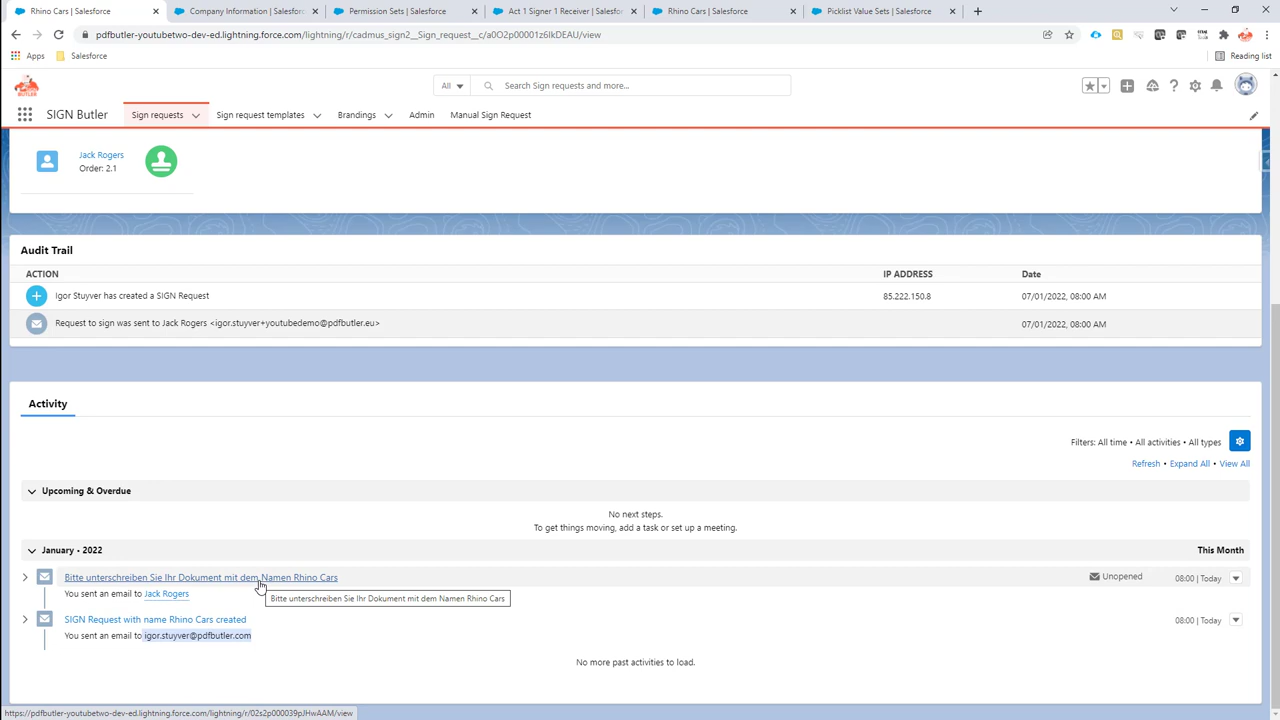 Rhino Cars | Salesforce
Company Information | Salesforc
Permission Sets | Salesforce
Act 1 Signer 1 Receiver | Salesfo
Rhino Cars | Salesforce
Picklist Value Sets | Salesforce
pdfbutler-youtubetwo-dev-ed.lightning.force.com/lightning/r/cadmus_sign2__Sign_request__c/a0O2p00001z6lkDEAU/view
Apps
Salesforce
Reading list
All
Search Sign requests and more...
SIGN Butler
Sign requests
Sign request templates
Brandings
Admin
Manual Sign Request
Jack Rogers
Order: 2.1
Audit Trail
ACTION
IP ADDRESS
Date
Igor Stuyver has created a SIGN Request
85.222.150.8
07/01/2022, 08:00 AM
Request to sign was sent to Jack Rogers <igor.stuyver+youtubedemo@pdfbutler.eu>
07/01/2022, 08:00 AM
Activity
Filters: All time • All activities • All types
Refresh • Expand All • View All
Upcoming & Overdue
No next steps.
To get things moving, add a task or set up a meeting.
January • 2022
This Month
Bitte unterschreiben Sie Ihr Dokument mit dem Namen Rhino Cars
Unopened
08:00 | Today
You sent an email to Jack Rogers
Bitte unterschreiben Sie Ihr Dokument mit dem Namen Rhino Cars
SIGN Request with name Rhino Cars created
08:00 | Today
You sent an email to igor.stuyver@pdfbutler.com
No more past activities to load.
https://pdfbutler-youtubetwo-dev-ed.lightning.force.com/lightning/r/02s2p000039pJHwAAM/view